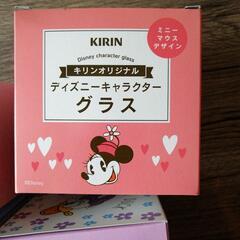 KIRIN
Disney character glass
キリンオリジナル
ディズニーキャラクター
グラス
ミニー
マウス
デザイン
©Disney